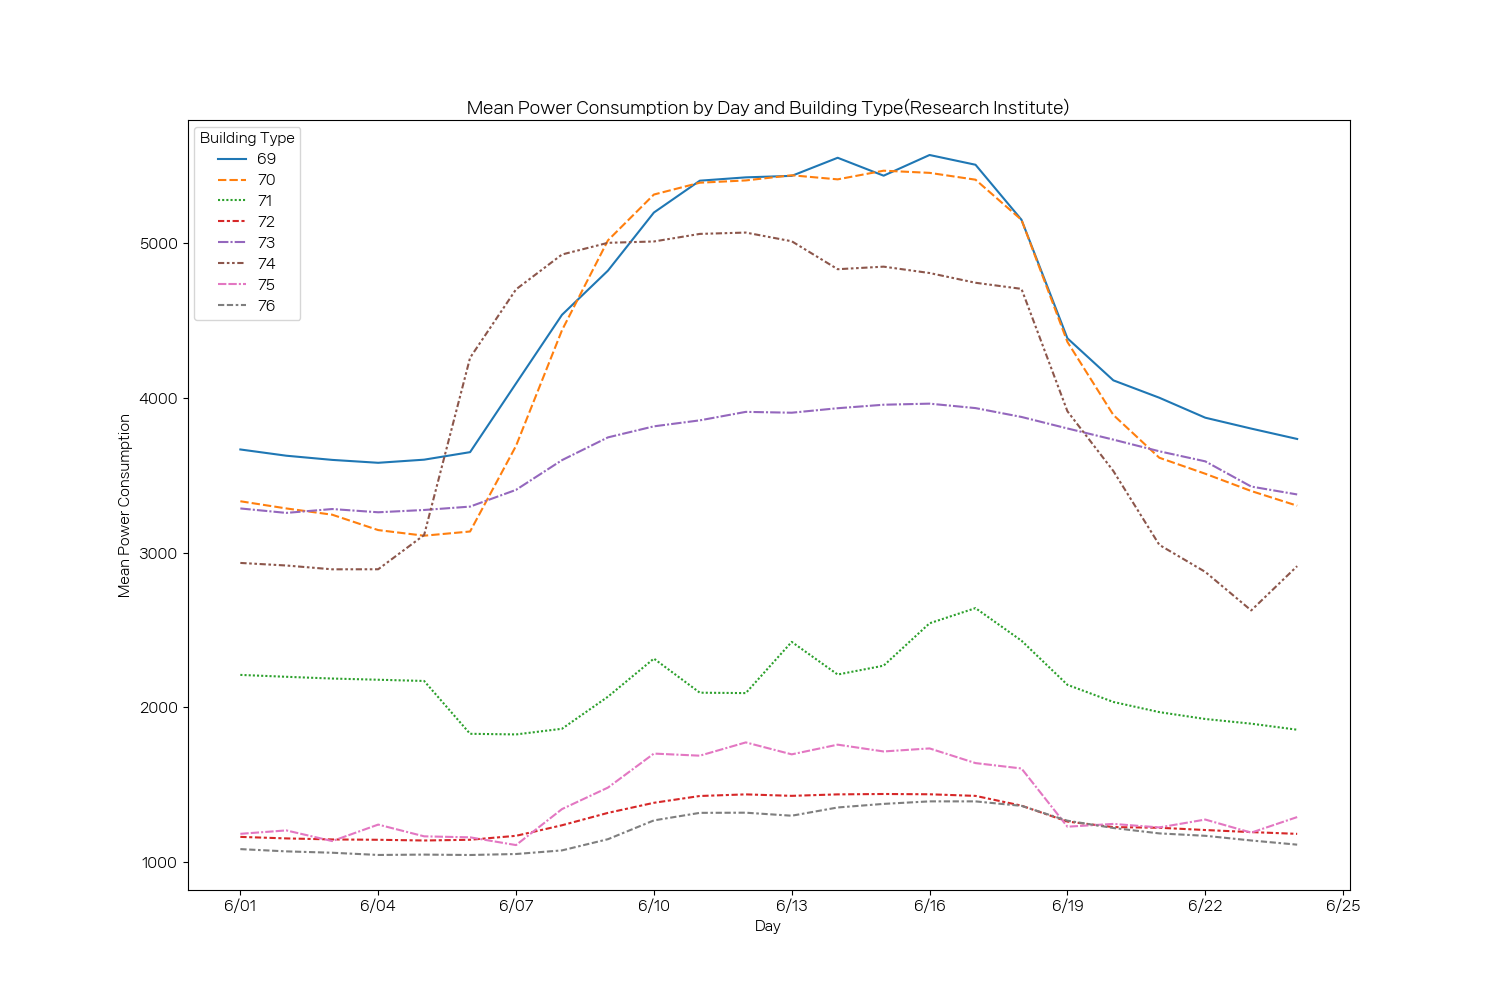 Mean Power Consumption by Day and Building Type(Research Institute)
Building Type
69
70
71
72
73
74
75
76
5000
4000
3000
2000
1000
Mean Power Consumption
6/01 6/04 6/07 6/10 6/13 6/16 6/19 6/22 6/25
Day